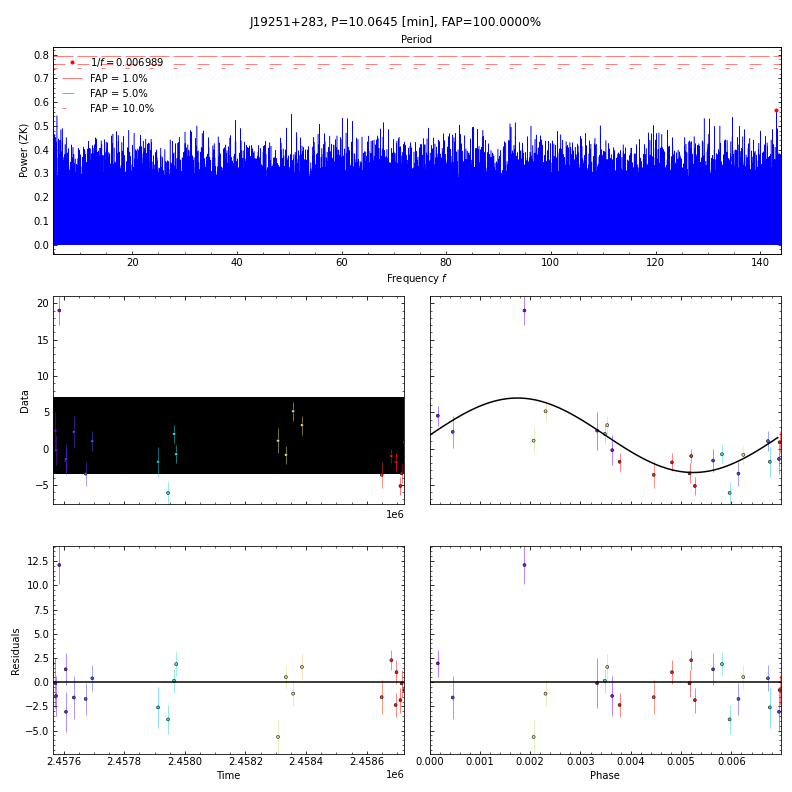 J19251+283, P=10.0645 [min], FAP=100.0000%
Period
0.8
0.7
0.6
0.5
0.4
0.3
0.2
0.1
0.0
Power (ZK)
1/f = 0.006989
FAP = 1.0%
FAP = 5.0%
FAP = 10.0%
20 40 60 80 100 120 140
Frequency f
20
15
10
5
0
−5
Data
1e6
12.5
10.0
7.5
5.0
2.5
0.0
−2.5
−5.0
Residuals
2.4576 2.4578 2.4580 2.4582 2.4584 2.4586
1e6
Time
0.000 0.001 0.002 0.003 0.004 0.005 0.006
Phase